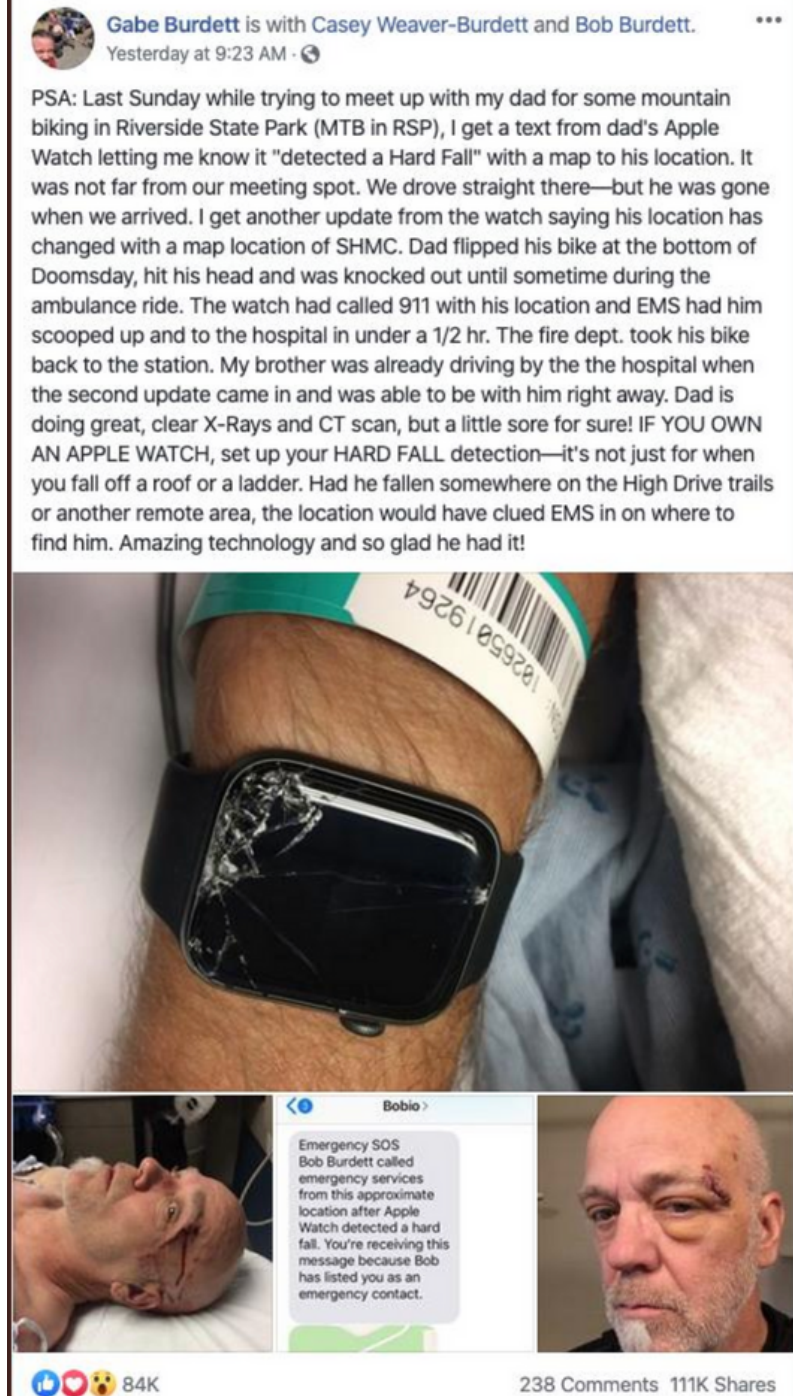 Gabe Burdett is with Casey Weaver-Burdett and Bob Burdett.
Yesterday at 9:23 AM ·
PSA: Last Sunday while trying to meet up with my dad for some mountain
biking in Riverside State Park (MTB in RSP), I get a text from dad's Apple
Watch letting me know it "detected a Hard Fall" with a map to his location. It
was not far from our meeting spot. We drove straight there—but he was gone
when we arrived. I get another update from the watch saying his location has
changed with a map location of SHMC. Dad flipped his bike at the bottom of
Doomsday, hit his head and was knocked out until sometime during the
ambulance ride. The watch had called 911 with his location and EMS had him
scooped up and to the hospital in under a 1/2 hr. The fire dept. took his bike
back to the station. My brother was already driving by the the hospital when
the second update came in and was able to be with him right away. Dad is
doing great, clear X-Rays and CT scan, but a little sore for sure! IF YOU OWN
AN APPLE WATCH, set up your HARD FALL detection—it's not just for when
you fall off a roof or a ladder. Had he fallen somewhere on the High Drive trails
or another remote area, the location would have clued EMS in on where to
find him. Amazing technology and so glad he had it!
10265019264
Bobio
Emergency SOS
Bob Burdett called
emergency services
from this approximate
location after Apple
Watch detected a hard
fall. You're receiving this
message because Bob
has listed you as an
emergency contact.
84K
238 Comments 111K Shares